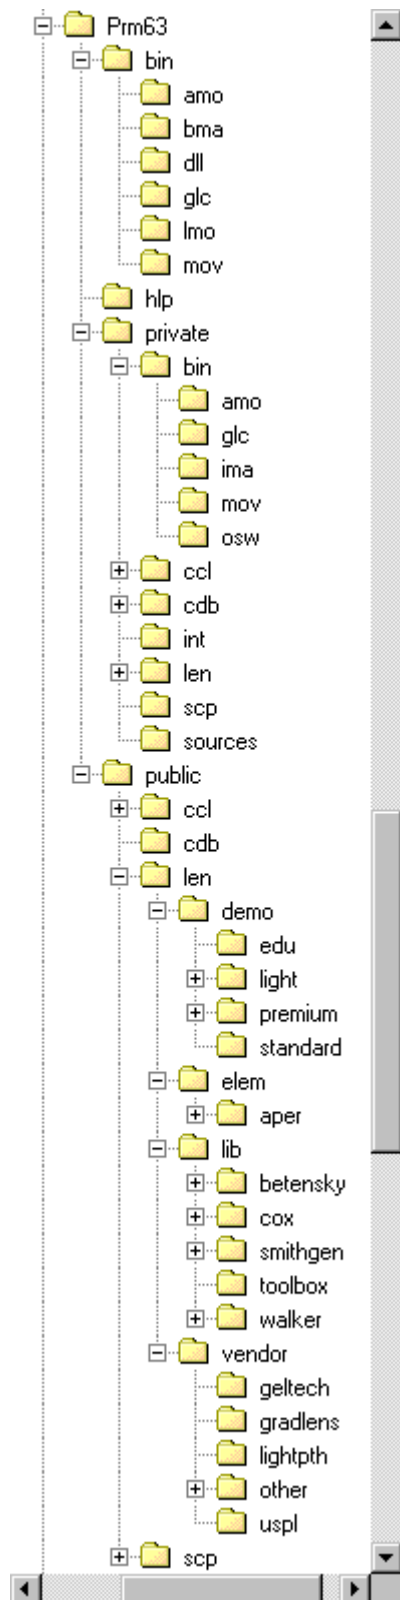 Prm63
bin
amo
bma
dll
glc
lmo
mov
hlp
private
bin
amo
glc
ima
mov
osw
ccl
cdb
int
len
scp
sources
public
ccl
cdb
len
demo
edu
light
premium
standard
elem
aper
lib
betensky
cox
smithgen
toolbox
walker
vendor
geltech
gradlens
lightpth
other
uspl
scp